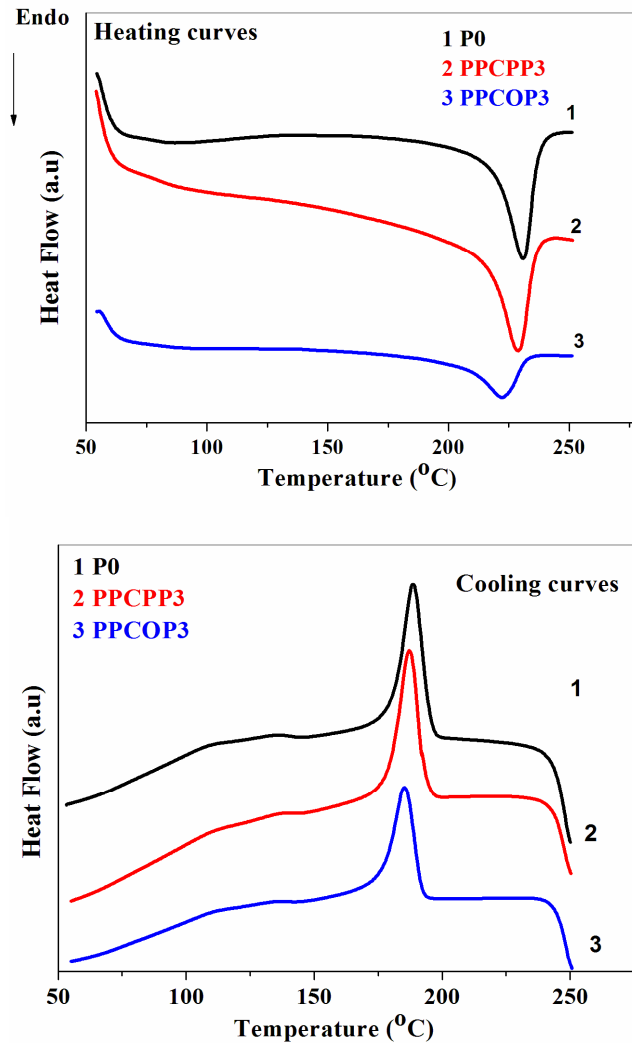 Endo
Heating curves
1 P0
2 PPCPP3
3 PPCOP3
1
2
3
Heat Flow (a.u)
50 100 150 200 250
Temperature (°C)
1 P0
2 PPCPP3
3 PPCOP3
Cooling curves
1
2
3
Heat Flow (a.u)
50 100 150 200 250
Temperature (°C)